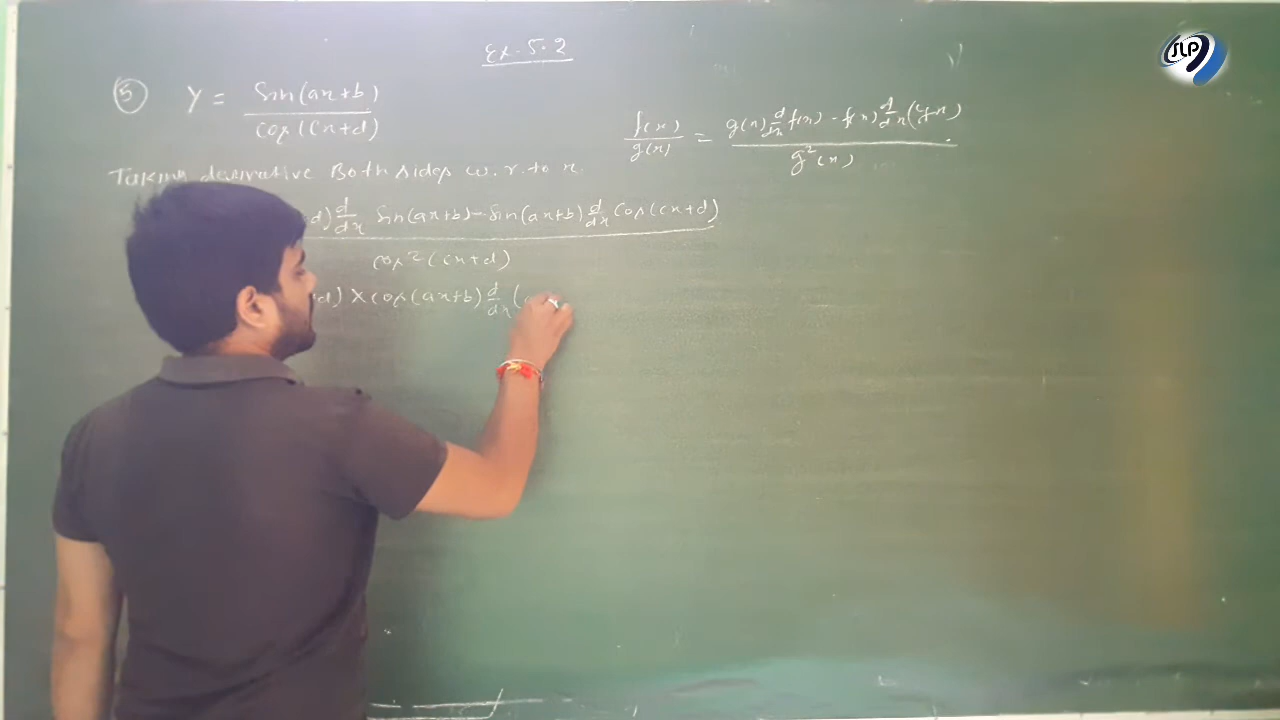 Ex. 5.2
5 Y = Sin(ax+b) / Cos(Cx+d)
f(x) / g(x) = g(x) d/dx f(x) - f(x) d/dx (g(x)) / g²(x)
Taking derivative Both sides w.r.to x.
d) d/dx Sin(ax+b) - Sin(ax+b) d/dx Cos(Cx+d)
Cos² (Cx+d)
d) × Cos(ax+b) d/dx (
SLP